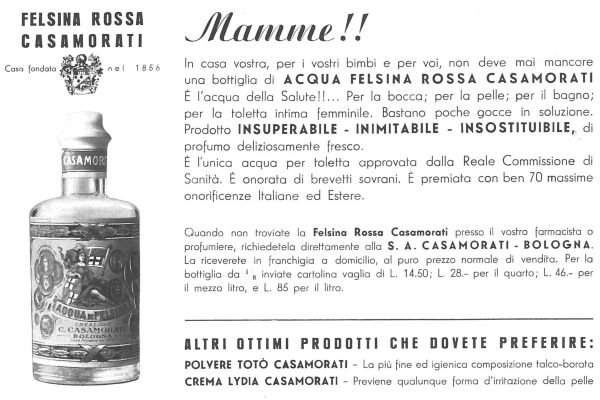 FELSINA ROSSA
CASAMORATI
Casa fondata nel 1856
CASAMORATI
ACQUA DI FELSINA
C. CASAMORATI
BOLOGNA
Mamme!!
In casa vostra, per i vostri bimbi e per voi, non deve mai mancare
una bottiglia di ACQUA FELSINA ROSSA CASAMORATI
È l'acqua della Salute!!... Per la bocca; per la pelle; per il bagno;
per la toletta intima femminile. Bastano poche gocce in soluzione.
Prodotto INSUPERABILE - INIMITABILE - INSOSTITUIBILE, di
profumo deliziosamente fresco.
È l'unica acqua per toletta approvata dalla Reale Commissione di
Sanità. È onorata di brevetti sovrani. È premiata con ben 70 massime
onorificenze Italiane ed Estere.
Quando non troviate la Felsina Rossa Casamorati presso il vostro farmacista o
profumiere, richiedetela direttamente alla S. A. CASAMORATI - BOLOGNA.
La riceverete in franchigia a domicilio, al puro prezzo normale di vendita. Per la
bottiglia da 1/8 inviate cartolina vaglia di L. 14.50; L. 28.- per il quarto; L. 46.- per
il mezzo litro, e L. 85 per il litro.
ALTRI OTTIMI PRODOTTI CHE DOVETE PREFERIRE:
POLVERE TOTÒ CASAMORATI - La più fine ed igienica composizione talco-borata
CREMA LYDIA CASAMORATI - Previene qualunque forma d'irritazione della pelle